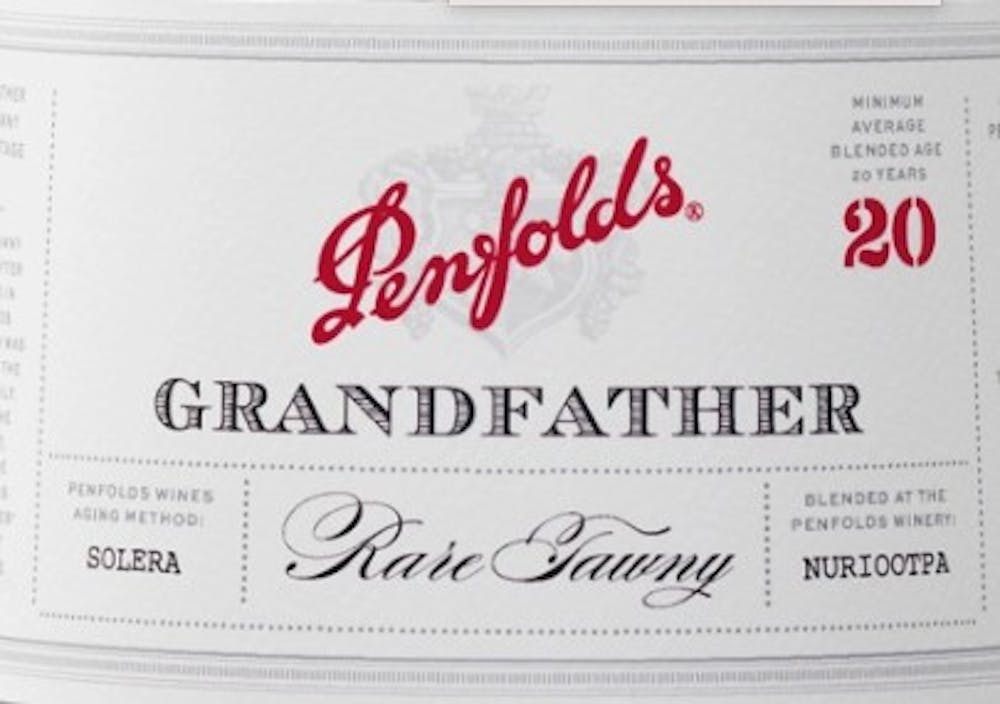 MINIMUM
AVERAGE
BLENDED AGE
20 YEARS
20
Penfolds®
GRANDFATHER
PENFOLDS WINES
AGING METHOD:
SOLERA
Rare Tawny
BLENDED AT THE
PENFOLDS WINERY:
NURIOOTPA